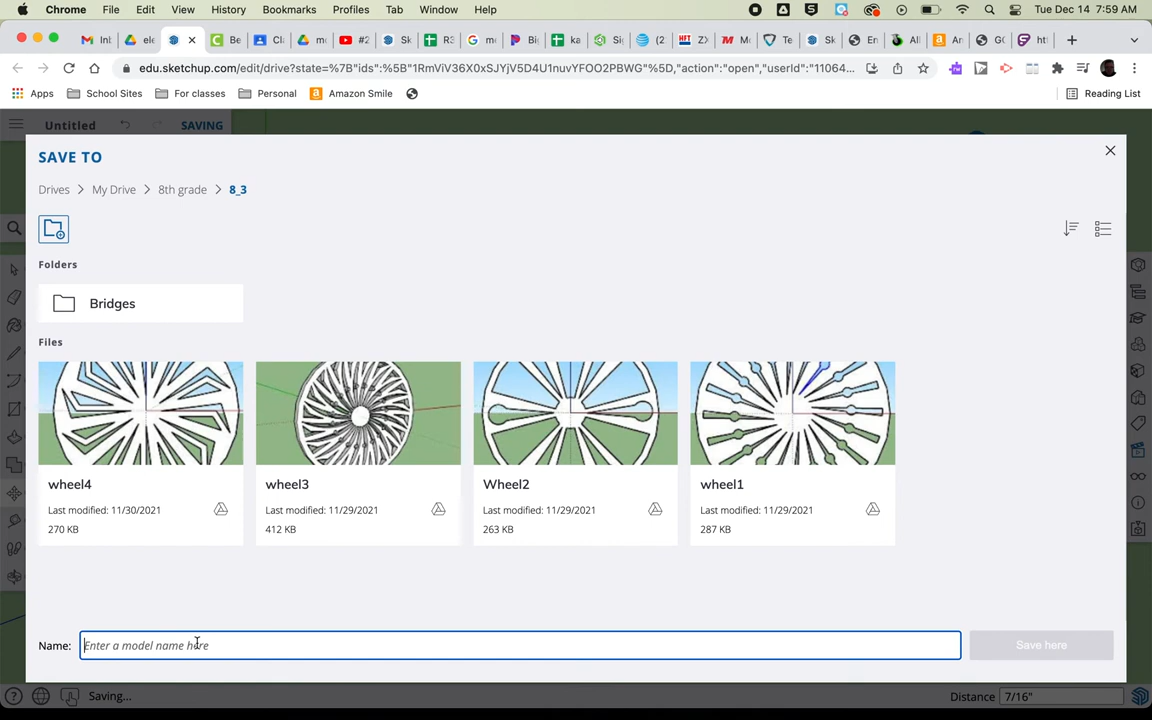 Chrome File Edit View History Bookmarks Profiles Tab Window Help Tue Dec 14 7:59 AM
edu.sketchup.com/edit/drive?state=%7B"ids":%5B"1RmViV36X0xSJYjV5D4U1nuvYFOO2PBWG"%5D,"action":"open","userId":"11064...
Apps School Sites For classes Personal Amazon Smile Reading List
Untitled SAVING
SAVE TO
Drives > My Drive > 8th grade > 8_3
Folders
Bridges
Files
wheel4 wheel3 Wheel2 wheel1
Last modified: 11/30/2021 Last modified: 11/29/2021 Last modified: 11/29/2021 Last modified: 11/29/2021
270 KB 412 KB 263 KB 287 KB
Name: Enter a model name here Save here
Saving... Distance 7/16"